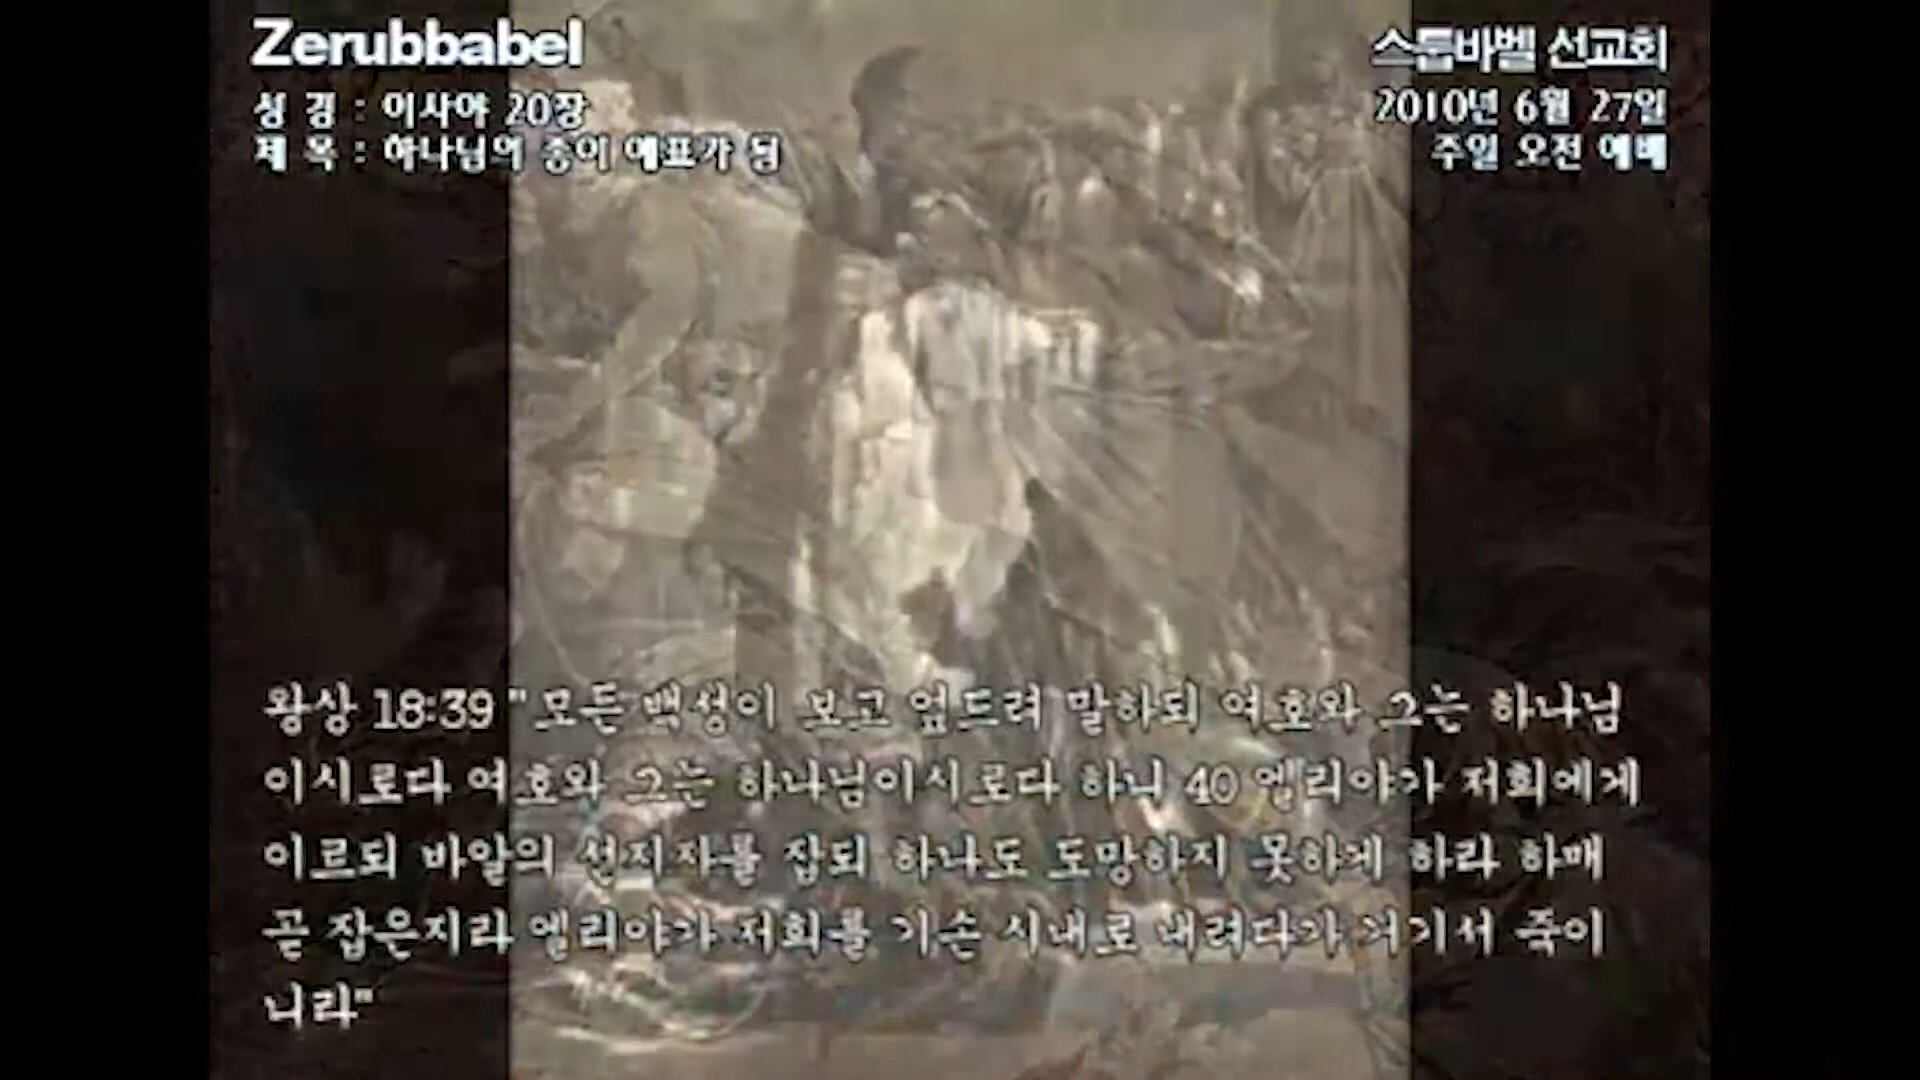 Zerubbabel
성 경 : 이사야 20장
제 목 : 하나님의 종이 예표가 됨
스룹바벨 선교회
2010년 6월 27일
주일 오전 예배
왕상 18:39 "모든 백성이 보고 엎드려 말하되 여호와 그는 하나님
이시로다 여호와 그는 하나님이시로다 하니 40 엘리야가 저희에게
이르되 바알의 선지자를 잡되 하나도 도망하지 못하게 하라 하매
곧 잡은지라 엘리야가 저희를 기손 시내로 내려다가 거기서 죽이
니라"